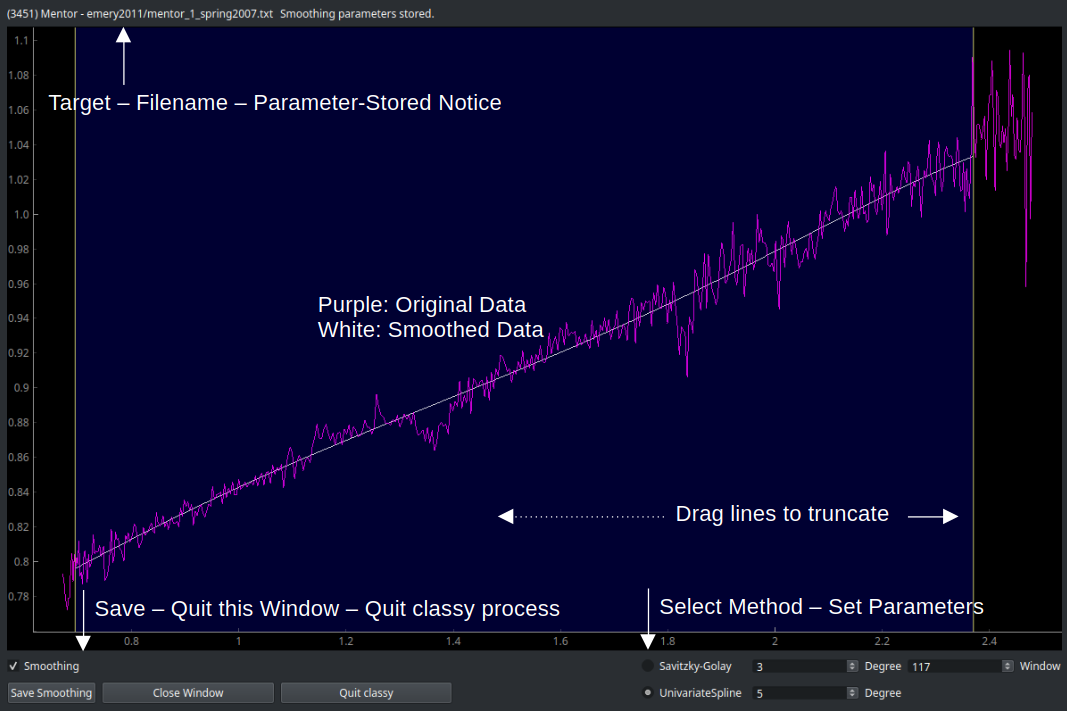 (3451) Mentor - emery2011/mentor_1_spring2007.txt  Smoothing parameters stored.
1.1
1.08
Target – Filename – Parameter-Stored Notice
1.06
1.04
1.02
1.0
0.98
0.96
Purple: Original Data
0.94
White: Smoothed Data
0.92
0.9
0.88
0.86
0.84
Drag lines to truncate
0.82
0.8
0.78
Save – Quit this Window – Quit classy process
Select Method – Set Parameters
0.8 1 1.2 1.4 1.6 1.8 2 2.2 2.4
Smoothing Savitzky-Golay 3 Degree 117 Window
Save Smoothing Close Window Quit classy UnivariateSpline 5 Degree